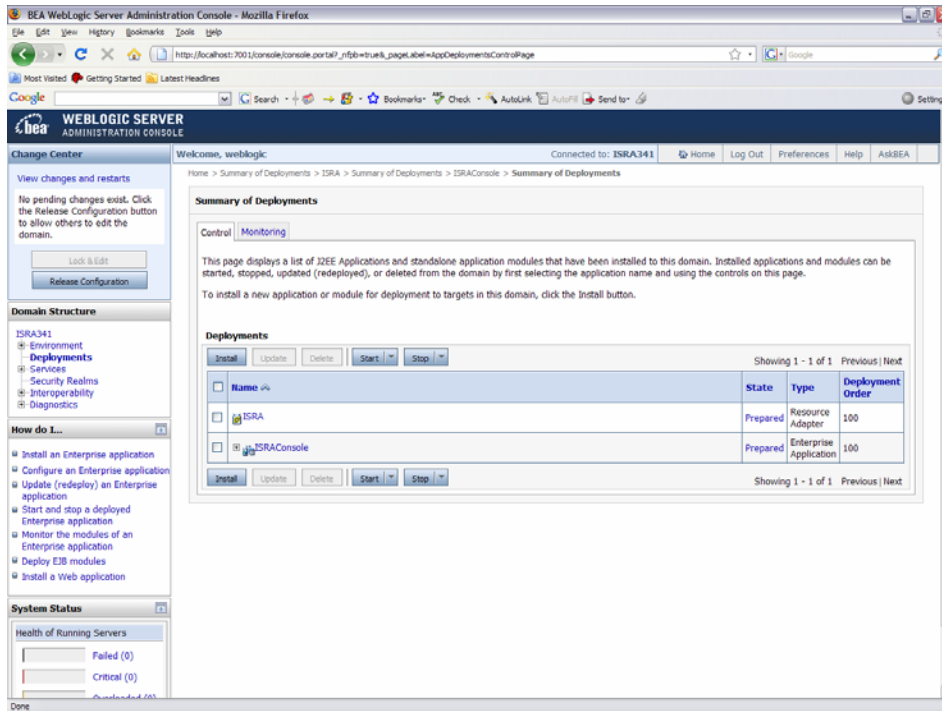 BEA WebLogic Server Administration Console - Mozilla Firefox
File Edit View History Bookmarks Tools Help
http://localhost:7001/console/console.portal?_nfpb=true&_pageLabel=AppDeploymentsControlPage
Google
Most Visited Getting Started Latest Headlines
Google Search Bookmarks Check AutoLink AutoFill Send to Setting
bea WEBLOGIC SERVER
ADMINISTRATION CONSOLE
Change Center
View changes and restarts
No pending changes exist. Click
the Release Configuration button
to allow others to edit the
domain.
Lock & Edit
Release Configuration
Domain Structure
ISRA341
Environment
Deployments
Services
Security Realms
Interoperability
Diagnostics
How do I...
Install an Enterprise application
Configure an Enterprise application
Update (redeploy) an Enterprise
application
Start and stop a deployed
Enterprise application
Monitor the modules of an
Enterprise application
Deploy EJB modules
Install a Web application
System Status
Health of Running Servers
Failed (0)
Critical (0)
Overloaded (0)
Welcome, weblogic Connected to: ISRA341 Home Log Out Preferences Help AskBEA
Home > Summary of Deployments > ISRA > Summary of Deployments > ISRAConsole > Summary of Deployments
Summary of Deployments
Control Monitoring
This page displays a list of J2EE Applications and standalone application modules that have been installed to this domain. Installed applications and modules can be
started, stopped, updated (redeployed), or deleted from the domain by first selecting the application name and using the controls on this page.
To install a new application or module for deployment to targets in this domain, click the Install button.
Deployments
Install Update Delete Start Stop Showing 1 - 1 of 1 Previous | Next
Name State Type Deployment
Order
ISRA Prepared Resource
Adapter 100
ISRAConsole Prepared Enterprise
Application 100
Install Update Delete Start Stop Showing 1 - 1 of 1 Previous | Next
Done